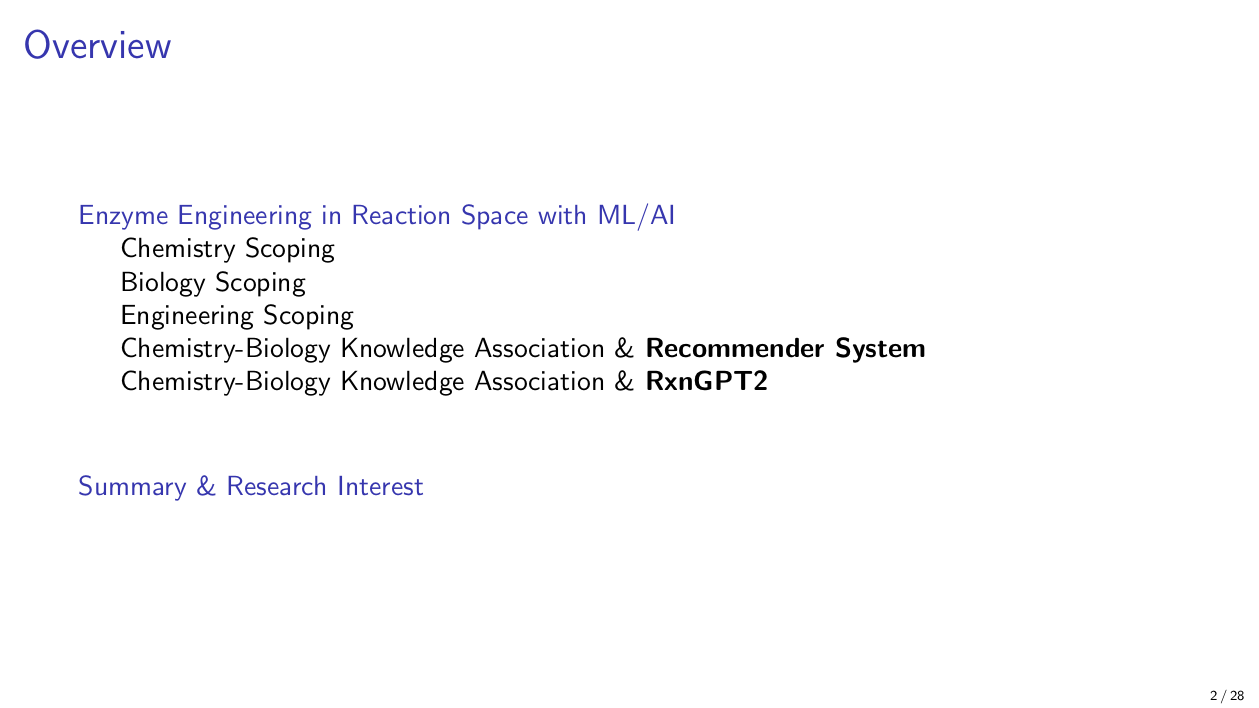 Overview
Enzyme Engineering in Reaction Space with ML/AI
Chemistry Scoping
Biology Scoping
Engineering Scoping
Chemistry-Biology Knowledge Association & Recommender System
Chemistry-Biology Knowledge Association & RxnGPT2
Summary & Research Interest
2 / 28